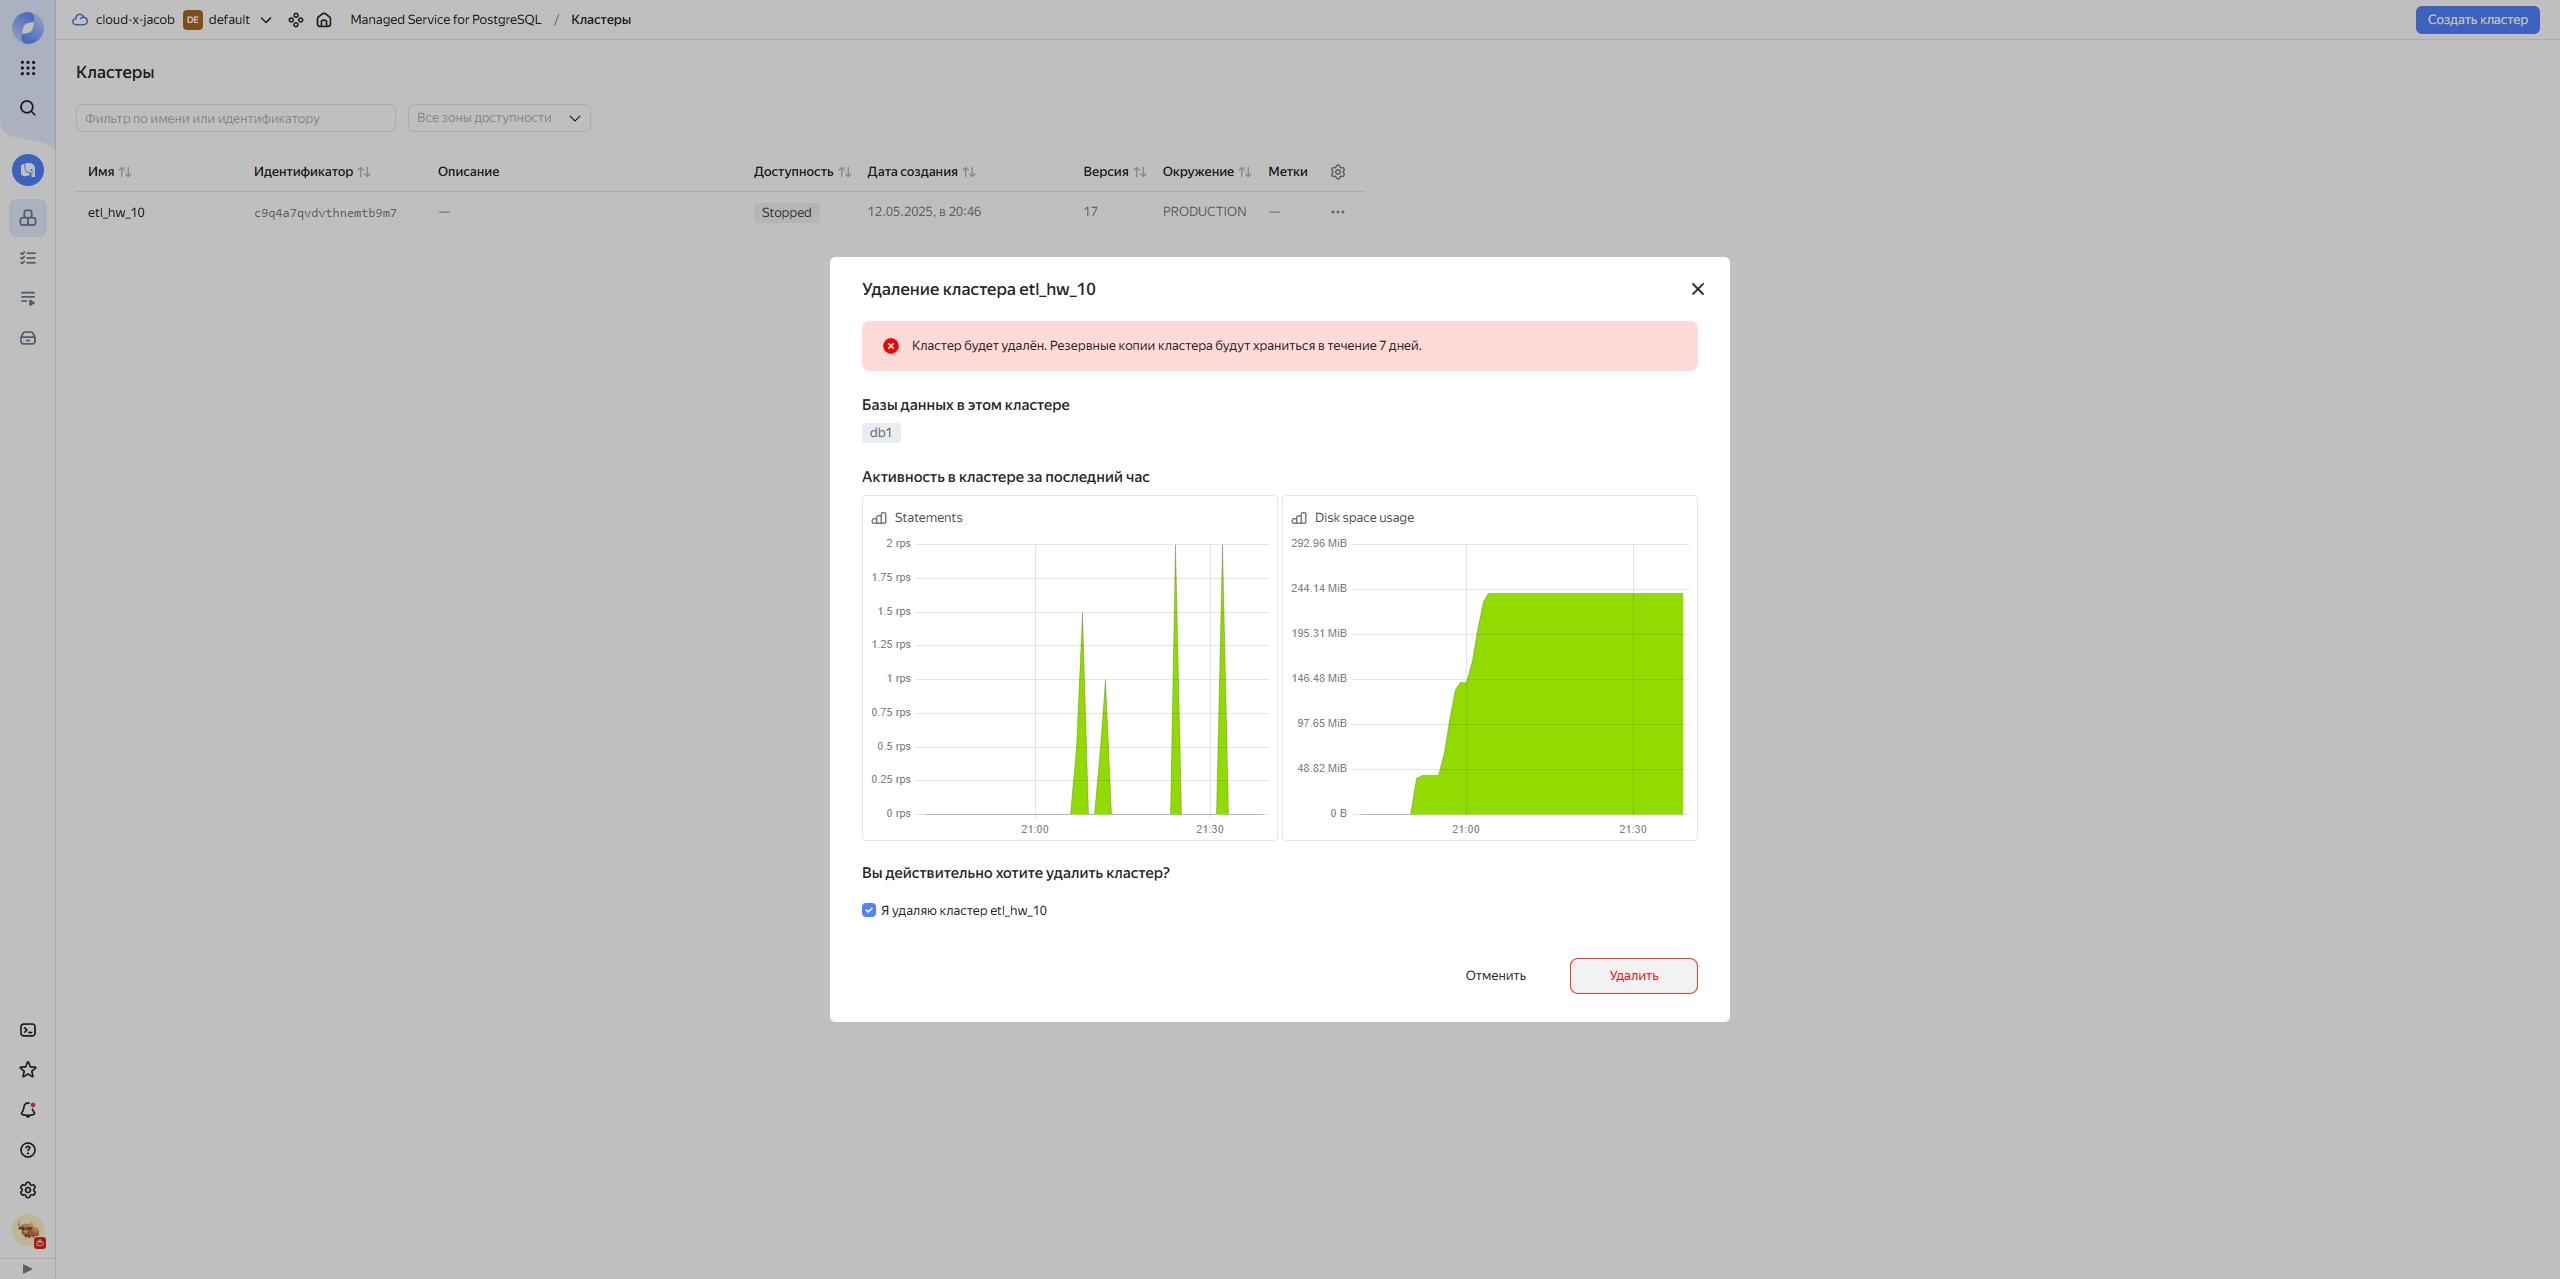 cloud-x-jacob DE default Managed Service for PostgreSQL / Кластеры Создать кластер
Кластеры
Фильтр по имени или идентификатору Все зоны доступности
Имя Идентификатор Описание Доступность Дата создания Версия Окружение Метки
etl_hw_10 c9q4a7qvdvthnemtb9m7 — Stopped 12.05.2025, в 20:46 17 PRODUCTION —
Удаление кластера etl_hw_10
Кластер будет удалён. Резервные копии кластера будут храниться в течение 7 дней.
Базы данных в этом кластере
db1
Активность в кластере за последний час
Statements
2 rps
1.75 rps
1.5 rps
1.25 rps
1 rps
0.75 rps
0.5 rps
0.25 rps
0 rps
21:00 21:30
Disk space usage
292.96 MiB
244.14 MiB
195.31 MiB
146.48 MiB
97.65 MiB
48.82 MiB
0 B
21:00 21:30
Вы действительно хотите удалить кластер?
Я удаляю кластер etl_hw_10
Отменить Удалить